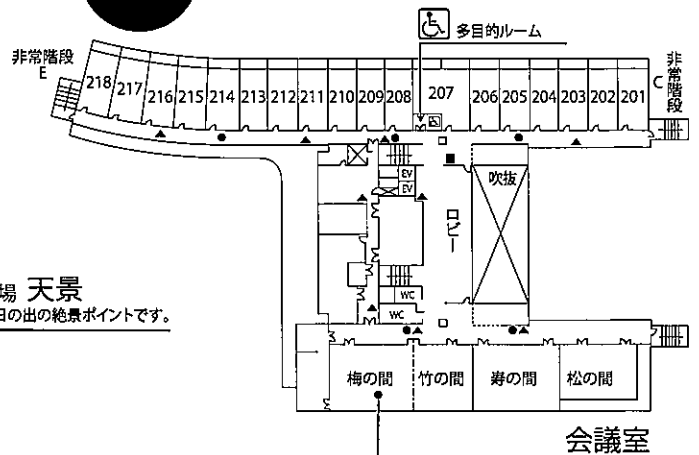 多目的ルーム
非常階段
E
非常階段
C
218 217 216 215 214 213 212 211 210 209 208 207 206 205 204 203 202 201
EV
EV
吹抜
ロビー
場 天景
日の出の絶景ポイントです。
WC
WC
梅の間 竹の間 寿の間 松の間
会議室